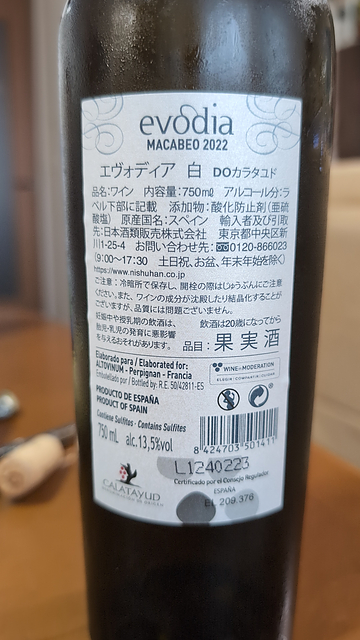 evodia
MACABEO 2022
エヴォディア 白 DOカラタユド
品名:ワイン 内容量:750mℓ アルコール分:ラ
ベル下部に記載 添加物:酸化防止剤(亜硫
酸塩) 原産国名:スペイン 輸入者及び引取
先:日本酒類販売株式会社 東京都中央区新
川1-25-4 お問い合わせ先:0120-866023
(9:00〜17:30 土日祝、お盆、年末年始を除く)
https://www.nishuhan.co.jp
ご注意:冷暗所で保存し、開栓の際はじゅうぶんにご注意
ください。また、ワインの成分が沈殿したり結晶化することが
ございますが、品質には問題ございません。
妊娠中や授乳期の飲酒は、
胎児・乳児の発育に悪影響
を与えるおそれがあります。
飲酒は20歳になってから
品目:果実酒
Elaborado para / Elaborated for:
ALTOVINUM - Perpignan - Francia
Embotellado por / Bottled by: R.E. 50/42811-ES
WINE in MODERATION
PRODUCTO DE ESPAÑA
PRODUCT OF SPAIN
Contiene Sulfitos - Contains Sulfites
750 mL alc.13,5%vol
8 424703 501411
L1240223
Certificado por el Consejo Regulador
ESPAÑA
EL 209.376
CALATAYUD
DENOMINACIÓN DE ORIGEN